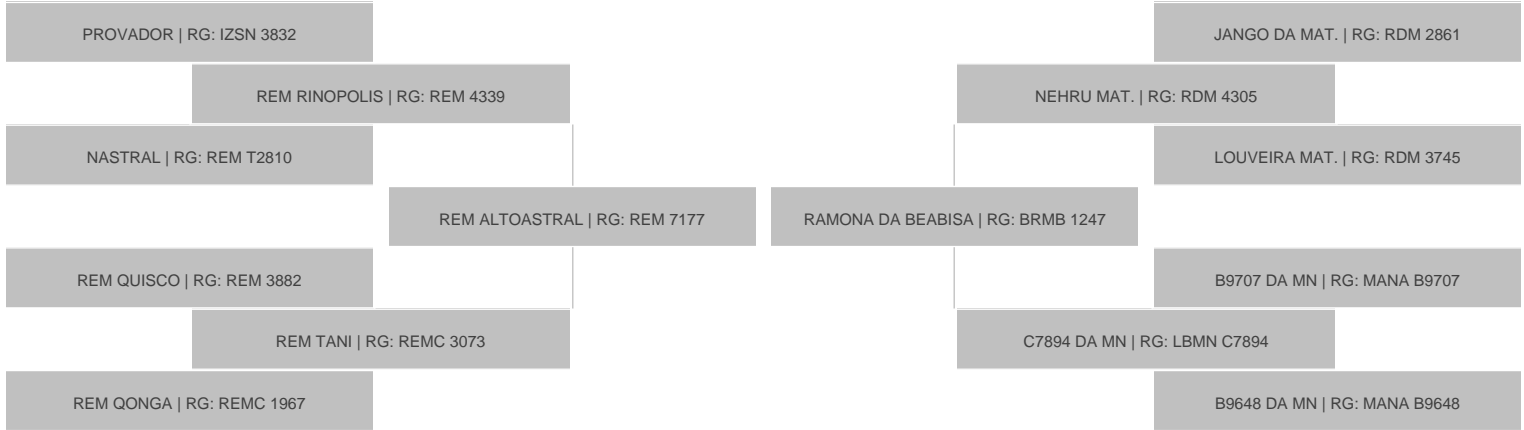 PROVADOR | RG: IZSN 3832
JANGO DA MAT. | RG: RDM 2861
REM RINOPOLIS | RG: REM 4339
NEHRU MAT. | RG: RDM 4305
NASTRAL | RG: REM T2810
LOUVEIRA MAT. | RG: RDM 3745
REM ALTOASTRAL | RG: REM 7177
RAMONA DA BEABISA | RG: BRMB 1247
REM QUISCO | RG: REM 3882
B9707 DA MN | RG: MANA B9707
REM TANI | RG: REMC 3073
C7894 DA MN | RG: LBMN C7894
REM QONGA | RG: REMC 1967
B9648 DA MN | RG: MANA B9648